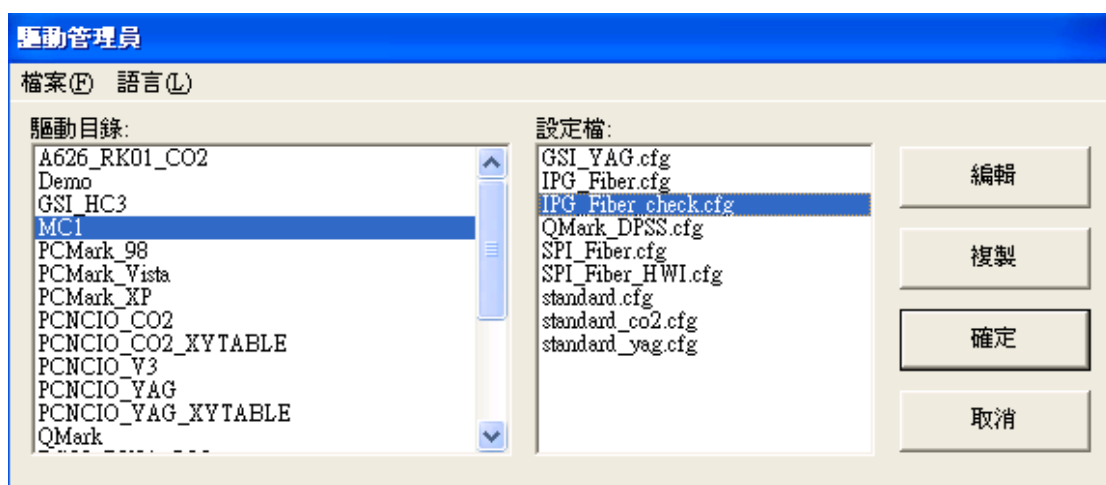 驅動管理員
檔案(F) 語言(L)
驅動目錄:
A626_RK01_CO2
Demo
GSI_HC3
MC1
PCMark_98
PCMark_Vista
PCMark_XP
PCNCIO_CO2
PCNCIO_CO2_XYTABLE
PCNCIO_V3
PCNCIO_YAG
PCNCIO_YAG_XYTABLE
QMark
設定檔:
GSI_YAG.cfg
IPG_Fiber.cfg
IPG_Fiber_check.cfg
QMark_DPSS.cfg
SPI_Fiber.cfg
SPI_Fiber_HWI.cfg
standard.cfg
standard_co2.cfg
standard_yag.cfg
編輯
複製
確定
取消